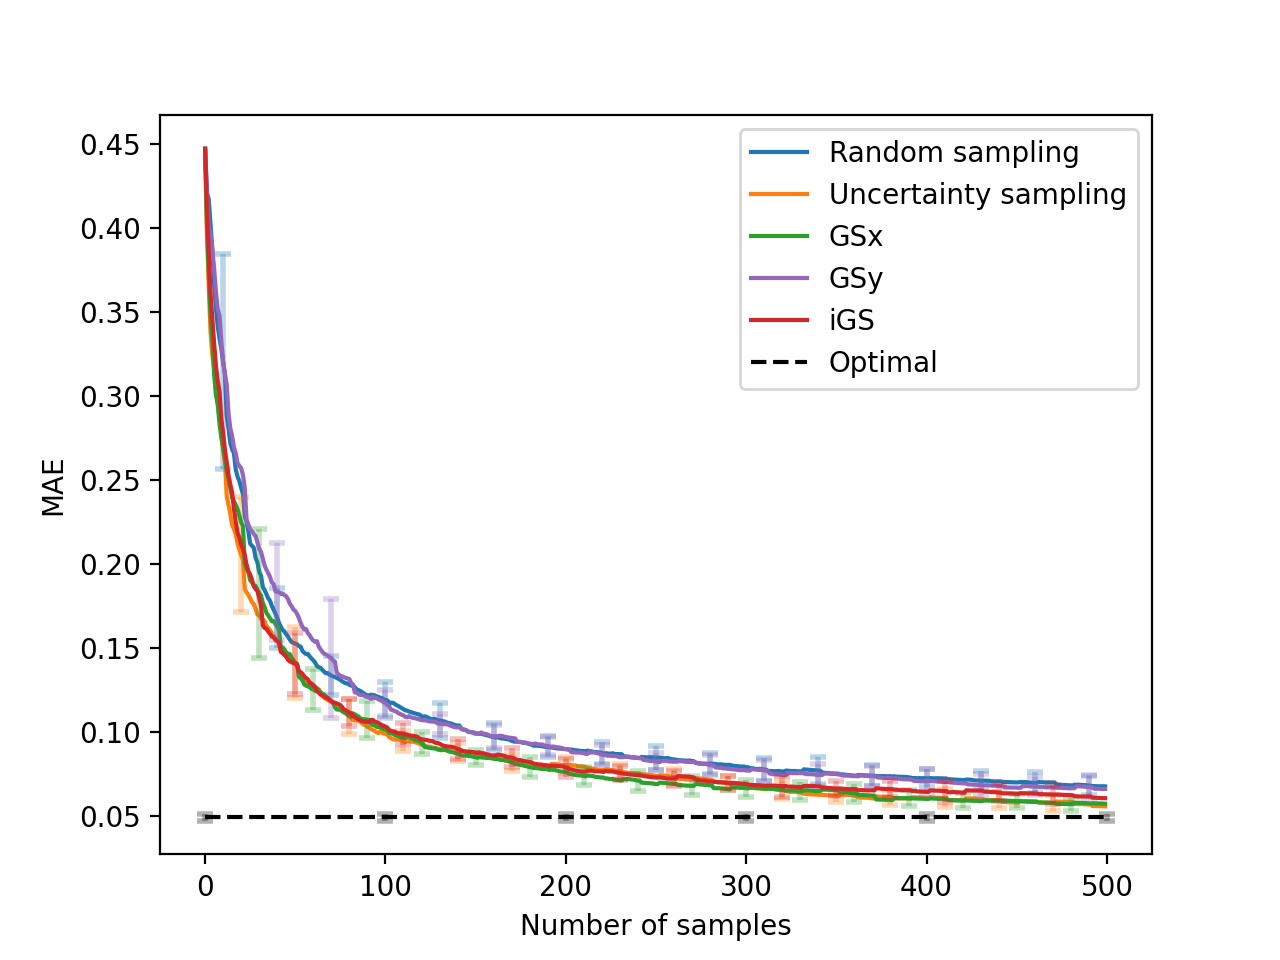 0.45
0.40
0.35
0.30
0.25
0.20
0.15
0.10
0.05
MAE
0
100
200
300
400
500
Number of samples
Random sampling
Uncertainty sampling
GSx
GSy
iGS
Optimal